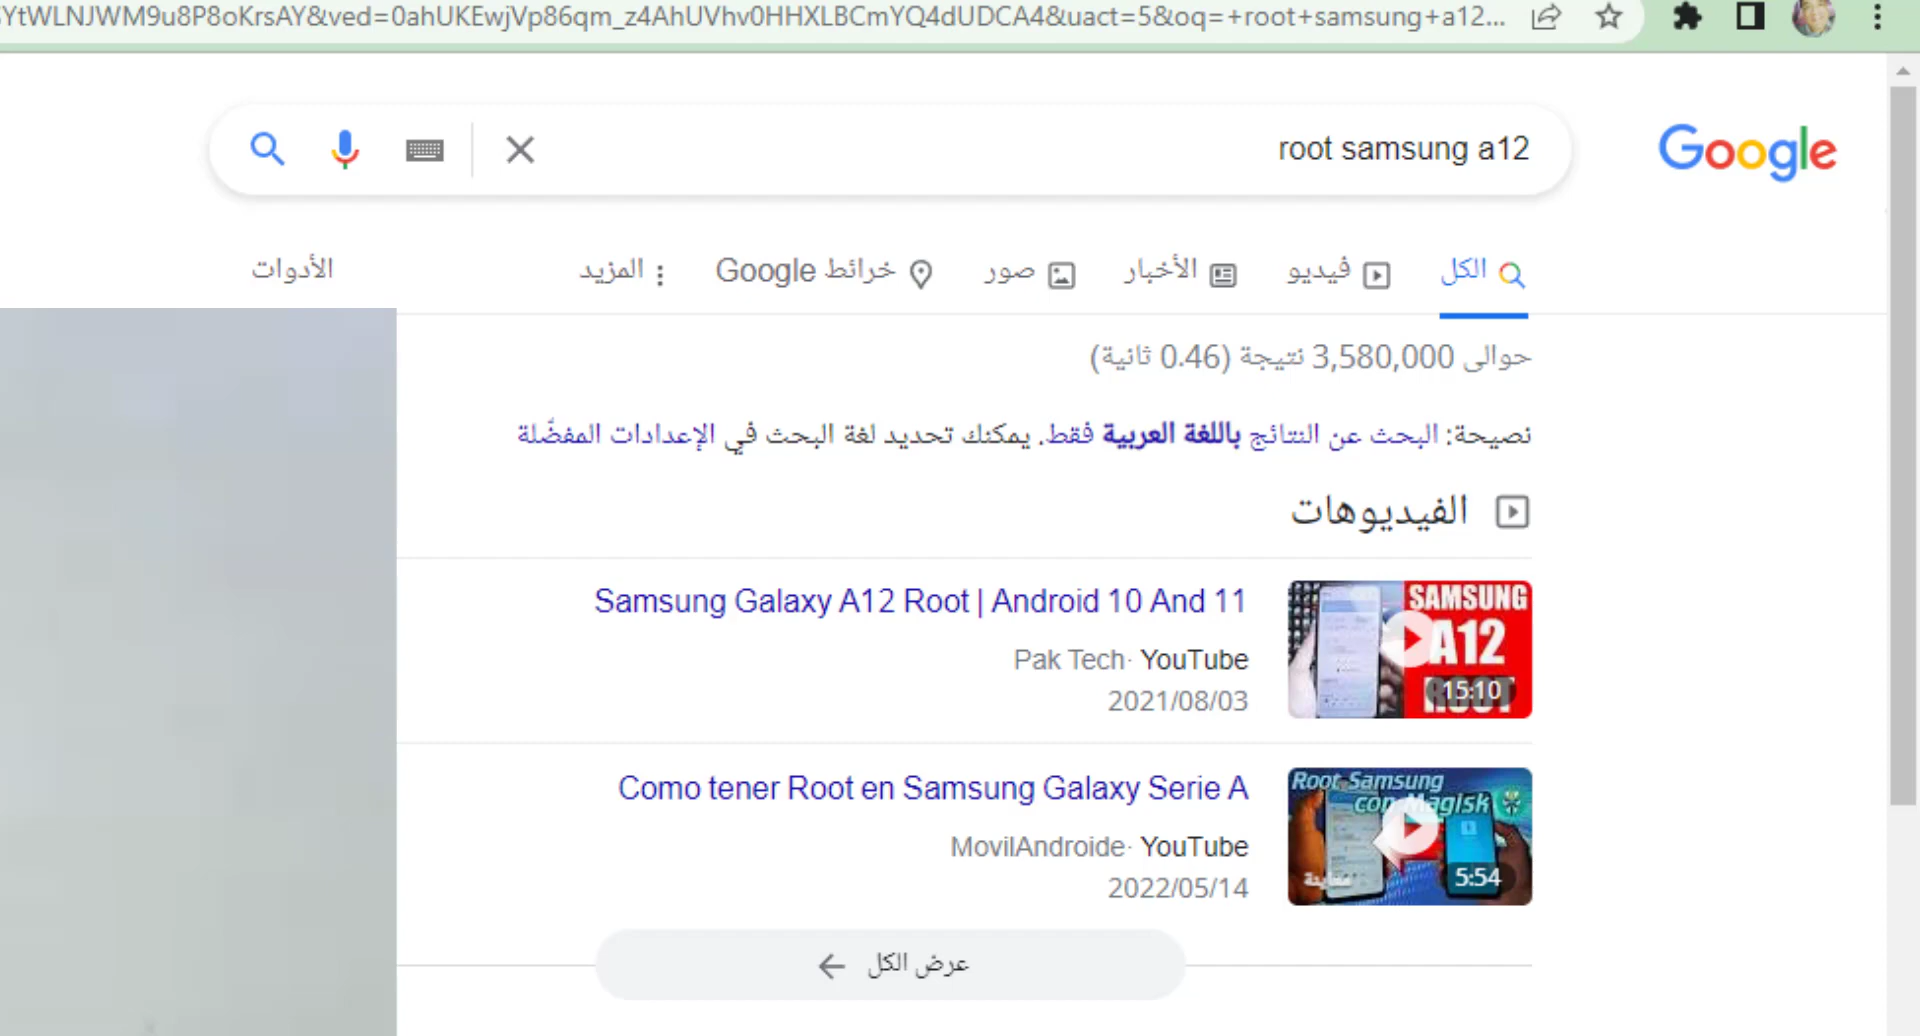 YtWLNJWM9u8P8oKrsAY&ved=0ahUKEwjVp86qm_z4AhUVhv0HHXLBCmYQ4dUDCA4&uact=5&oq=+root+samsung+a12...
root samsung a12
Google
الكل فيديو الأخبار صور خرائط Google المزيد الأدوات
حوالى 3,580,000 نتيجة (0.46 ثانية)
نصيحة: البحث عن النتائج باللغة العربية فقط. يمكنك تحديد لغة البحث في الإعدادات المفضّلة
الفيديوهات
SAMSUNG
A12
ROOT
15:10
Samsung Galaxy A12 Root | Android 10 And 11
Pak Tech· YouTube
2021/08/03
Root Samsung
con Magisk
معاينة
5:54
Como tener Root en Samsung Galaxy Serie A
MovilAndroide· YouTube
2022/05/14
عرض الكل